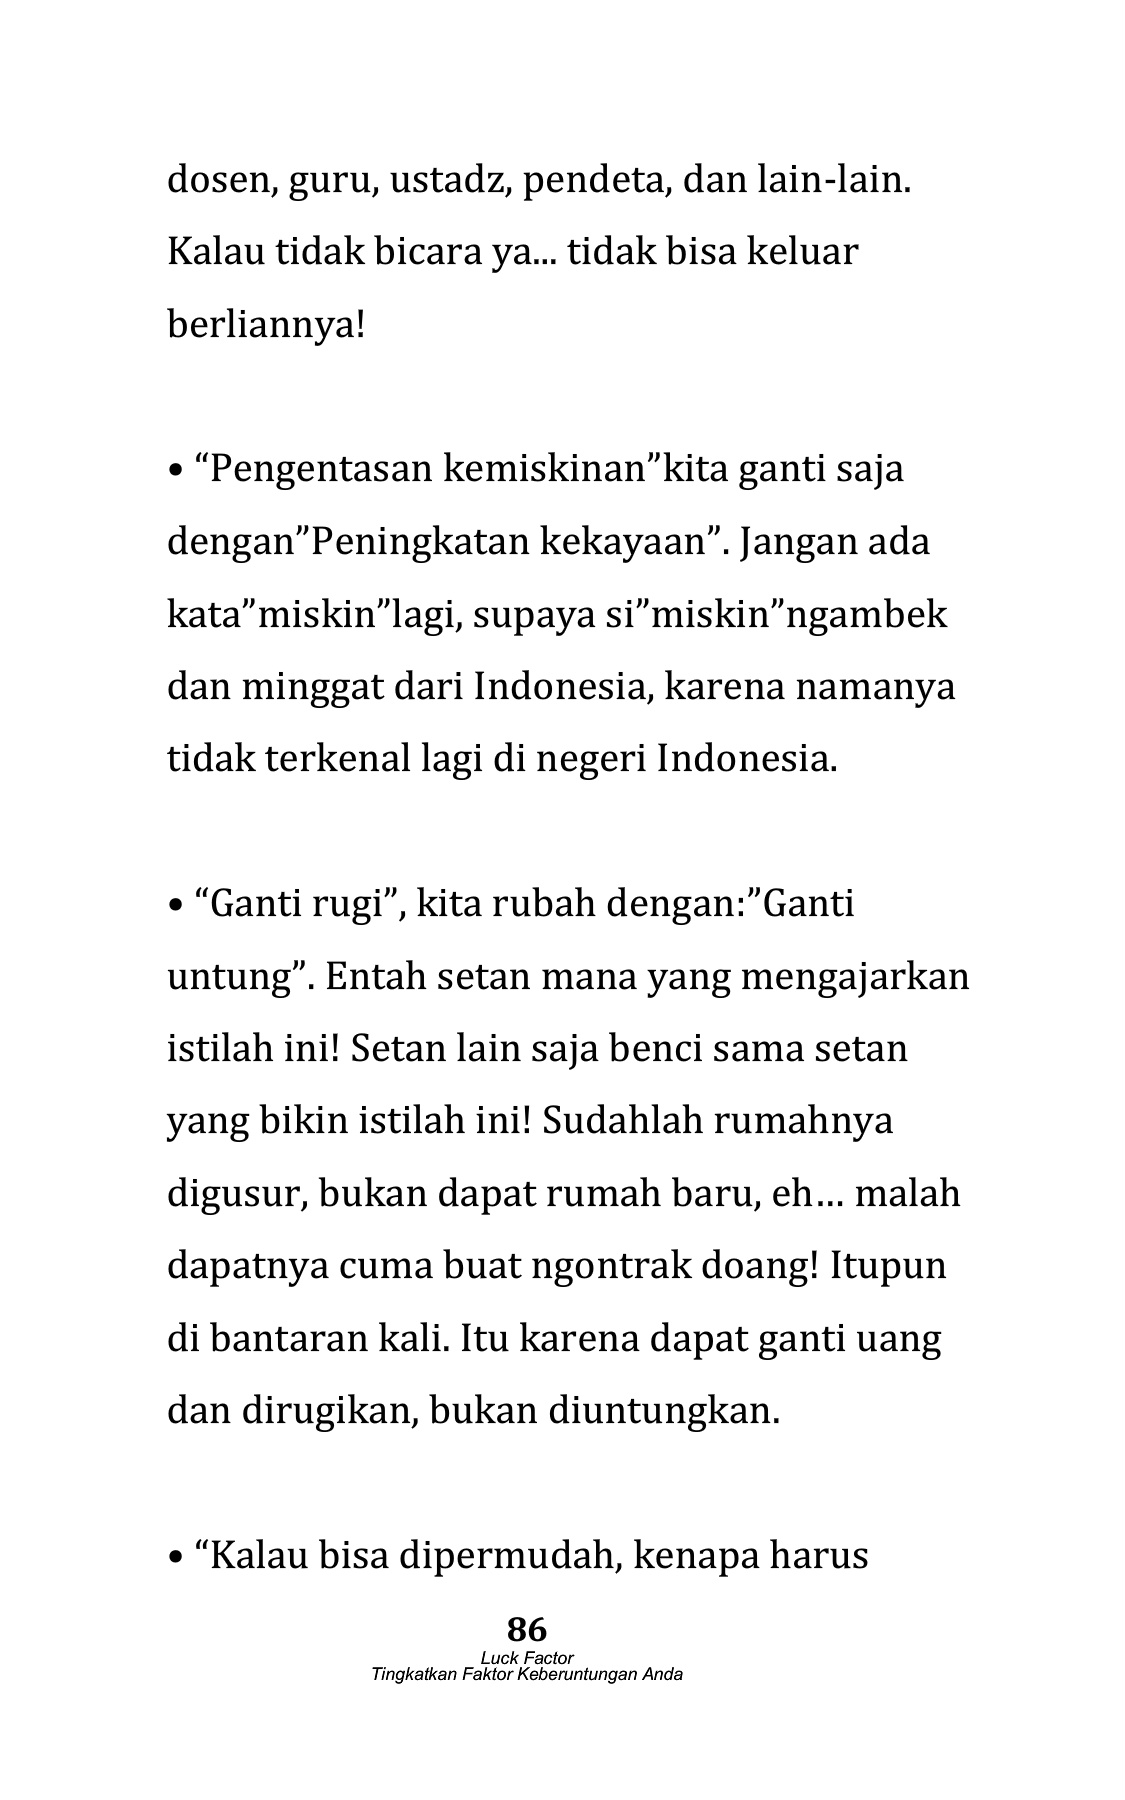 dosen, guru, ustadz, pendeta, dan lain-lain.
Kalau tidak bicara ya... tidak bisa keluar
berliannya!
• “Pengentasan kemiskinan”kita ganti saja
dengan”Peningkatan kekayaan”. Jangan ada
kata”miskin”lagi, supaya si”miskin”ngambek
dan minggat dari Indonesia, karena namanya
tidak terkenal lagi di negeri Indonesia.
• “Ganti rugi”, kita rubah dengan:”Ganti
untung”. Entah setan mana yang mengajarkan
istilah ini! Setan lain saja benci sama setan
yang bikin istilah ini! Sudahlah rumahnya
digusur, bukan dapat rumah baru, eh… malah
dapatnya cuma buat ngontrak doang! Itupun
di bantaran kali. Itu karena dapat ganti uang
dan dirugikan, bukan diuntungkan.
• “Kalau bisa dipermudah, kenapa harus
86
Luck Factor
Tingkatkan Faktor Keberuntungan Anda